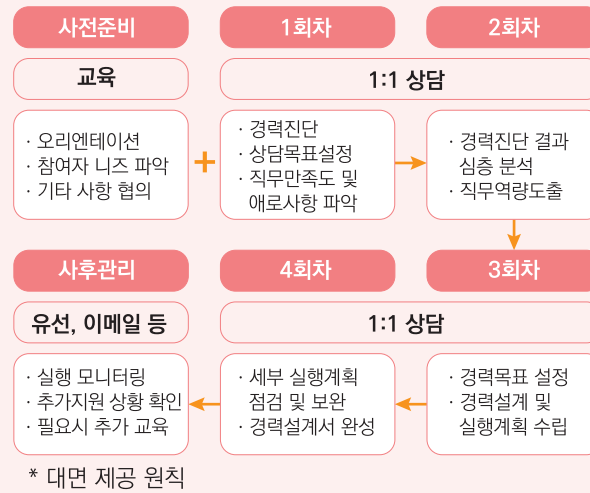 사전준비
1회차
2회차
교육
1:1 상담
· 오리엔테이션
· 참여자 니즈 파악
· 기타 사항 협의
+
· 경력진단
· 상담목표설정
· 직무만족도 및
애로사항 파악
· 경력진단 결과
심층 분석
· 직무역량도출
사후관리
4회차
3회차
유선, 이메일 등
1:1 상담
· 실행 모니터링
· 추가지원 상황 확인
· 필요시 추가 교육
· 세부 실행계획
점검 및 보완
· 경력설계서 완성
· 경력목표 설정
· 경력설계 및
실행계획 수립
* 대면 제공 원칙